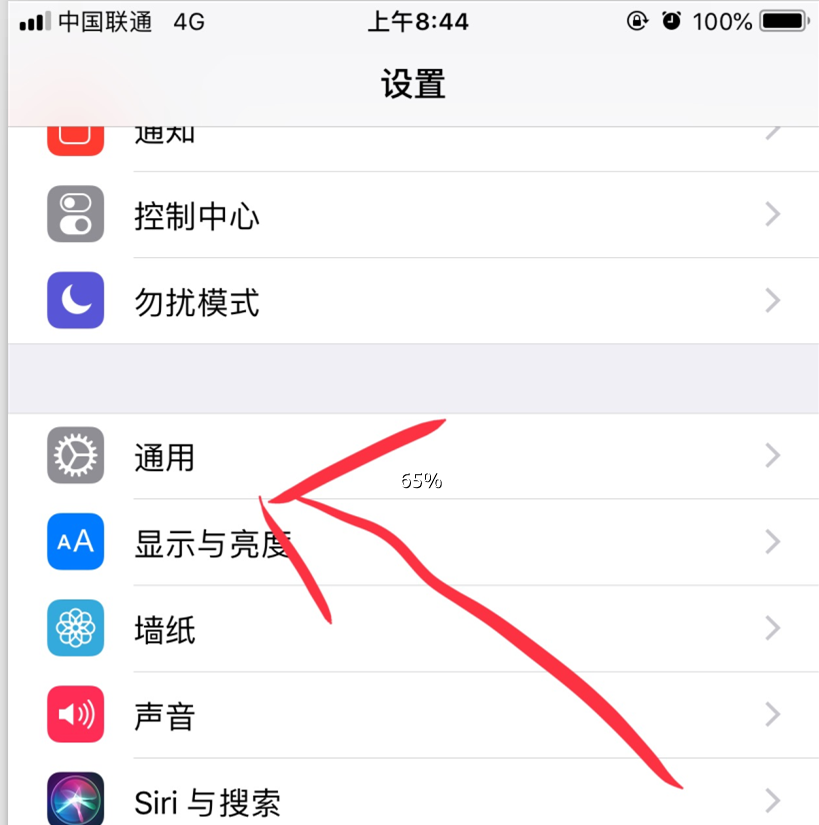 中国联通 4G 上午8:44 100%
设置
通知
控制中心
勿扰模式
通用
65%
显示与亮度
AA
墙纸
声音
Siri 与搜索